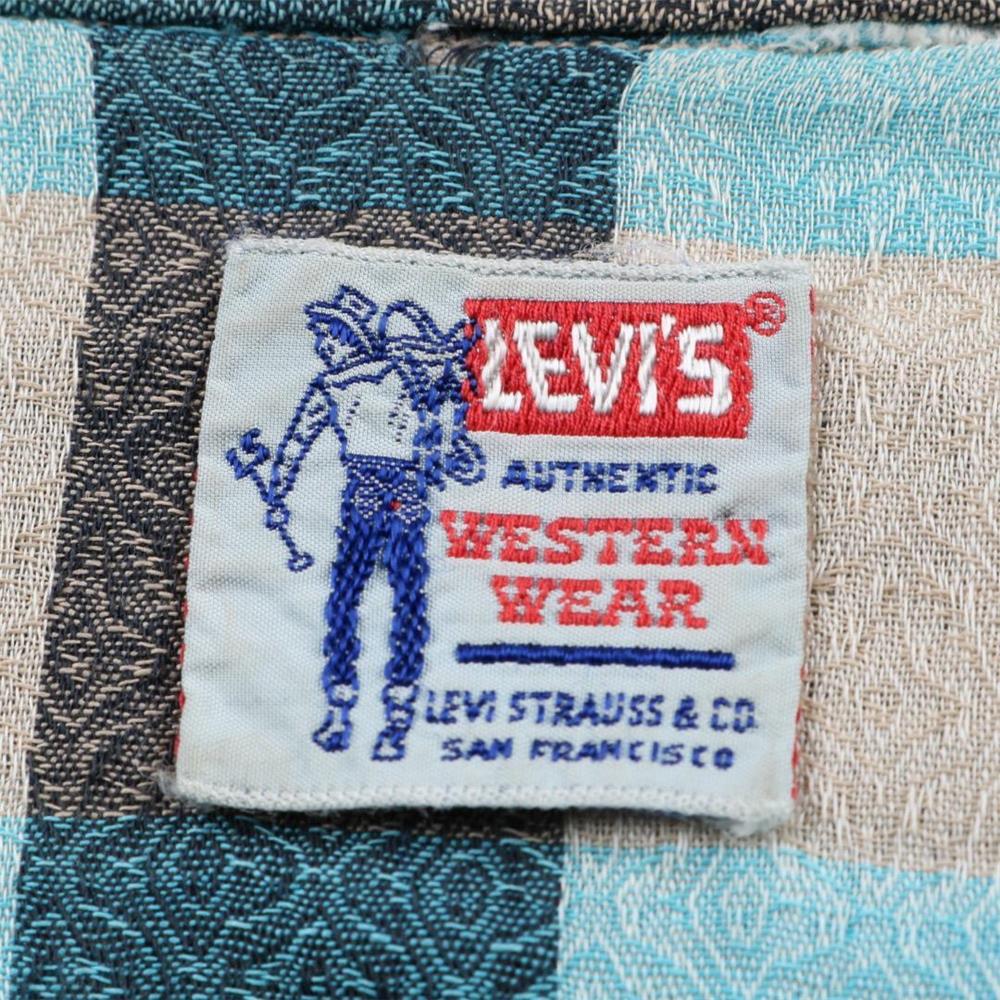 LEVI'S ®
AUTHENTIC
WESTERN
WEAR
LEVI STRAUSS & CO.
SAN FRANCISCO